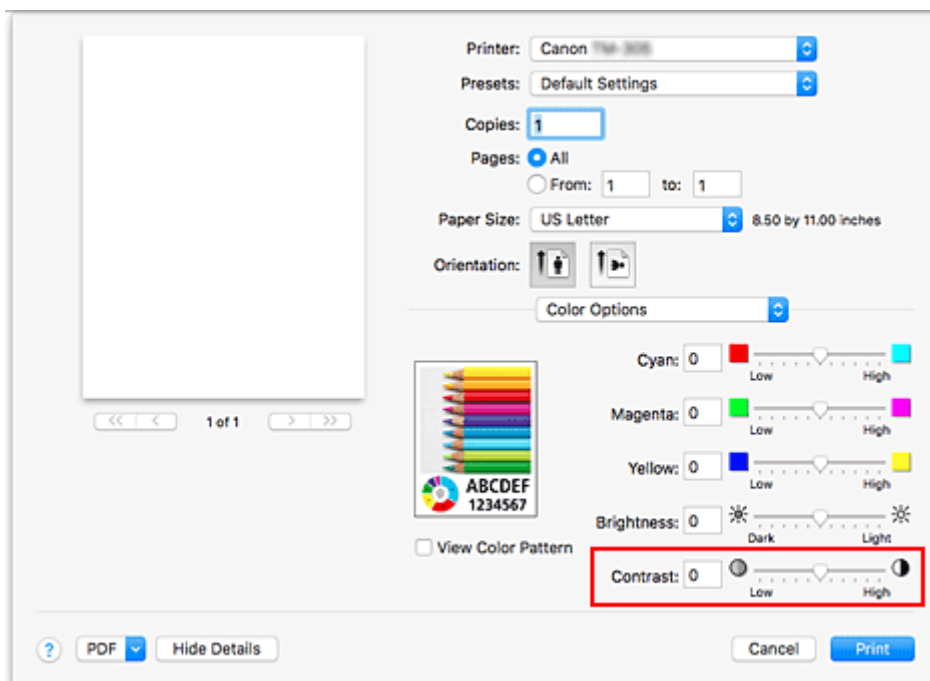 Printer: Canon
Presets: Default Settings
Copies: 1
Pages: All
From: 1 to: 1
Paper Size: US Letter 8.50 by 11.00 inches
Orientation:
Color Options
Cyan: 0
Low High
Magenta: 0
Low High
Yellow: 0
Low High
Brightness: 0
Dark Light
Contrast: 0
Low High
ABCDEF
1234567
View Color Pattern
<< < 1 of 1 > >>
? PDF Hide Details Cancel Print